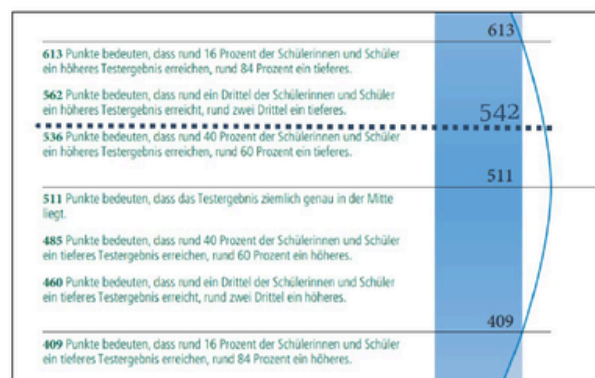 613
613 Punkte bedeuten, dass rund 16 Prozent der Schülerinnen und Schüler
ein höheres Testergebnis erreichen, rund 84 Prozent ein tieferes.
562 Punkte bedeuten, dass rund ein Drittel der Schülerinnen und Schüler
ein höheres Testergebnis erreicht, rund zwei Drittel ein tieferes.
542
536 Punkte bedeuten, dass rund 40 Prozent der Schülerinnen und Schüler
ein höheres Testergebnis erreichen, rund 60 Prozent ein tieferes.
511
511 Punkte bedeuten, dass das Testergebnis ziemlich genau in der Mitte
liegt.
485 Punkte bedeuten, dass rund 40 Prozent der Schülerinnen und Schüler
ein tieferes Testergebnis erreichen, rund 60 Prozent ein höheres.
460 Punkte bedeuten, dass rund ein Drittel der Schülerinnen und Schüler
ein tieferes Testergebnis erreicht, rund zwei Drittel ein höheres.
409
409 Punkte bedeuten, dass rund 16 Prozent der Schülerinnen und Schüler
ein tieferes Testergebnis erreichen, rund 84 Prozent ein höheres.